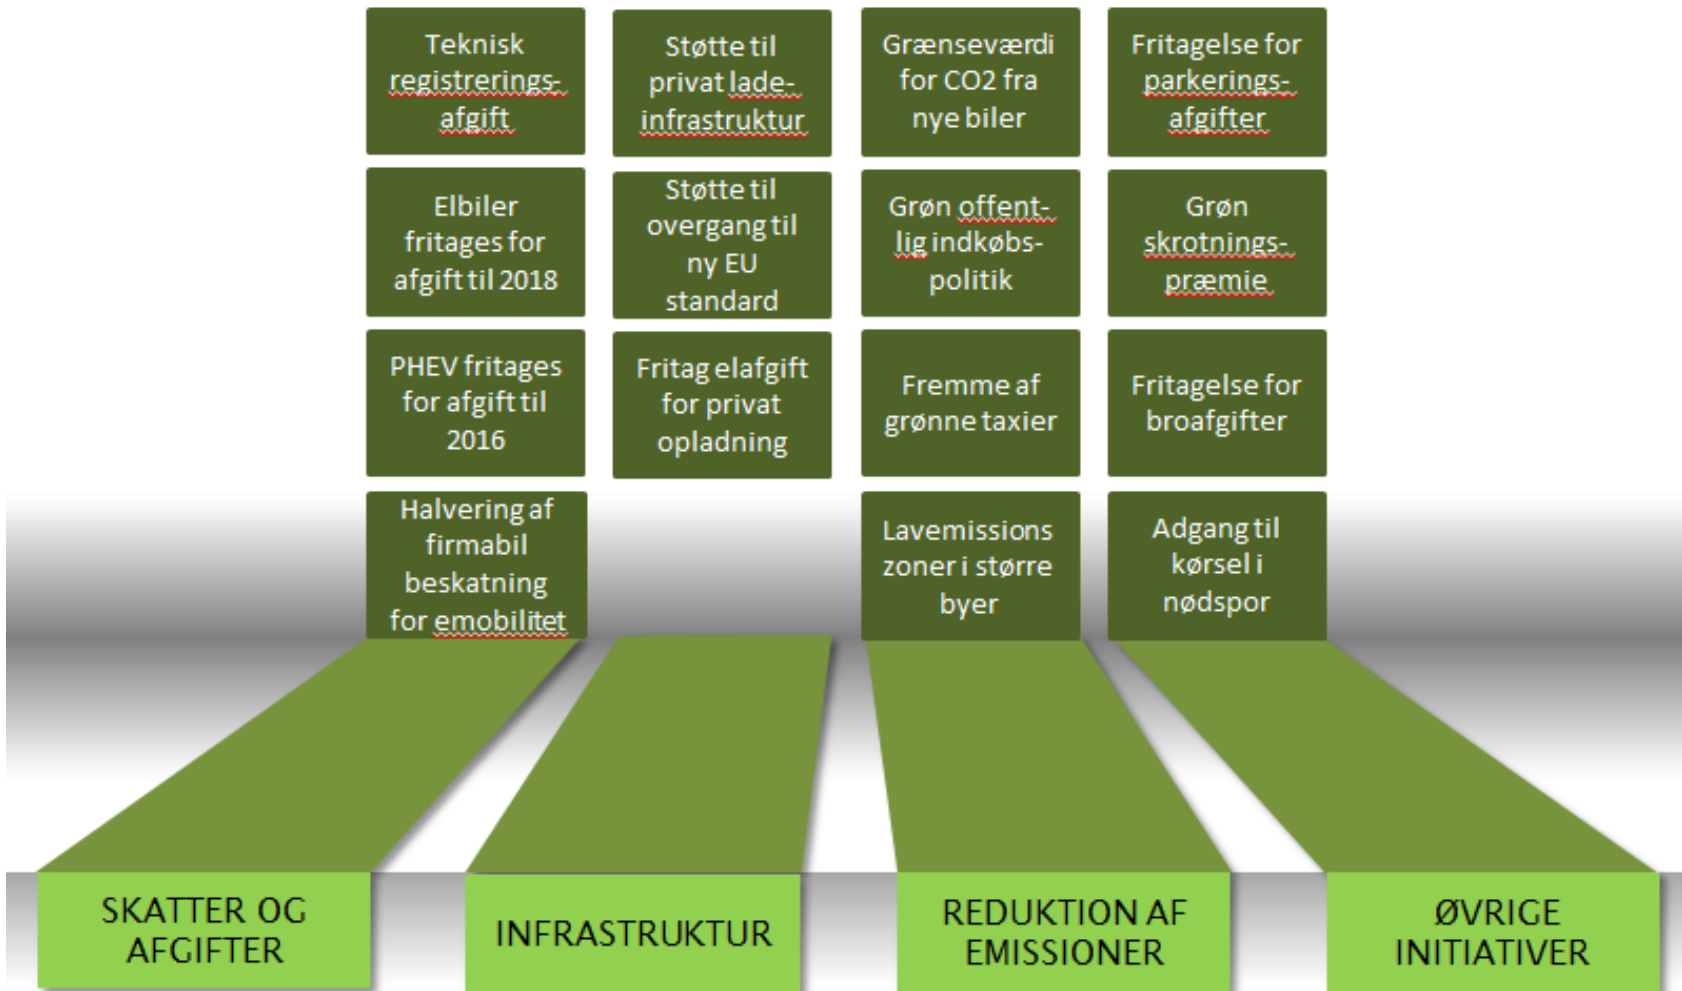 Teknisk
registrerings-
afgift
Støtte til
privat lade-
infrastruktur
Grænseværdi
for CO2 fra
nye biler
Fritagelse for
parkerings-
afgifter
Elbiler
fritages for
afgift til 2018
Støtte til
overgang til
ny EU
standard
Grøn offent-
lig indkøbs-
politik
Grøn
skrotnings-
præmie
PHEV fritages
for afgift til
2016
Fritag elafgift
for privat
opladning
Fremme af
grønne taxier
Fritagelse for
broafgifter
Halvering af
firmabil
beskatning
for emobilitet
Lavemissions
zoner i større
byer
Adgang til
kørsel i
nødspor
SKATTER OG
AFGIFTER
INFRASTRUKTUR
REDUKTION AF
EMISSIONER
ØVRIGE
INITIATIVER